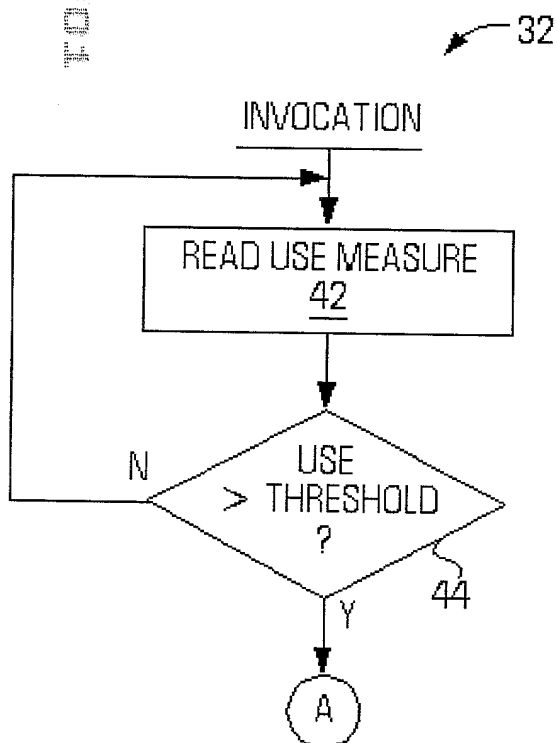 32
INVOCATION
READ USE MEASURE
42
N
USE
> THRESHOLD
?
44
Y
A